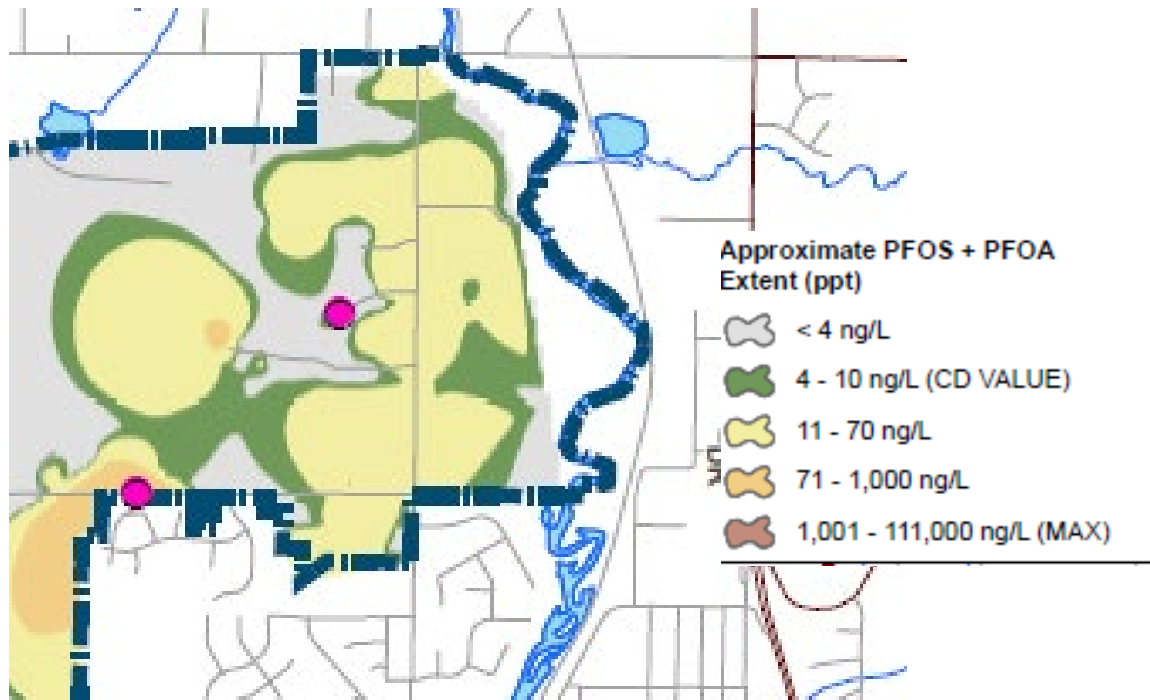 Approximate PFOS + PFOA
Extent (ppt)
< 4 ng/L
4 - 10 ng/L (CD VALUE)
11 - 70 ng/L
71 - 1,000 ng/L
1,001 - 111,000 ng/L (MAX)